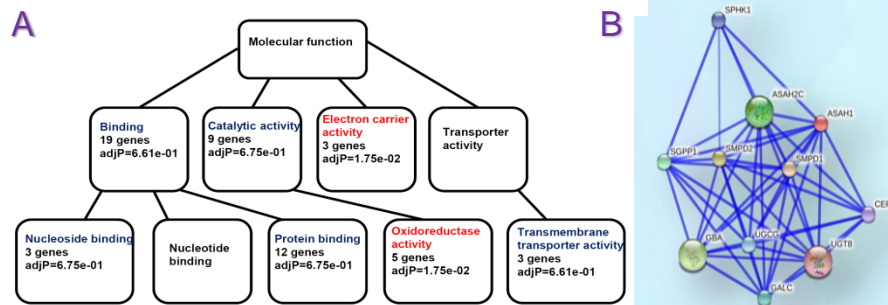 A
Molecular function
Binding
19 genes
adjP=6.61e-01
Catalytic activity
9 genes
adjP=6.75e-01
Electron carrier
activity
3 genes
adjP=1.75e-02
Transporter
activity
Nucleoside binding
3 genes
adjP=6.75e-01
Nucleotide
binding
Protein binding
12 genes
adjP=6.75e-01
Oxidoreductase
activity
5 genes
adjP=1.75e-02
Transmembrane
transporter activity
3 genes
adjP=6.61e-01
B
SPHK1
ASAH2C
ASAH1
SGPP1
SMPD2
SMPD1
CER
GBA
UGCG
UGT8
GALC